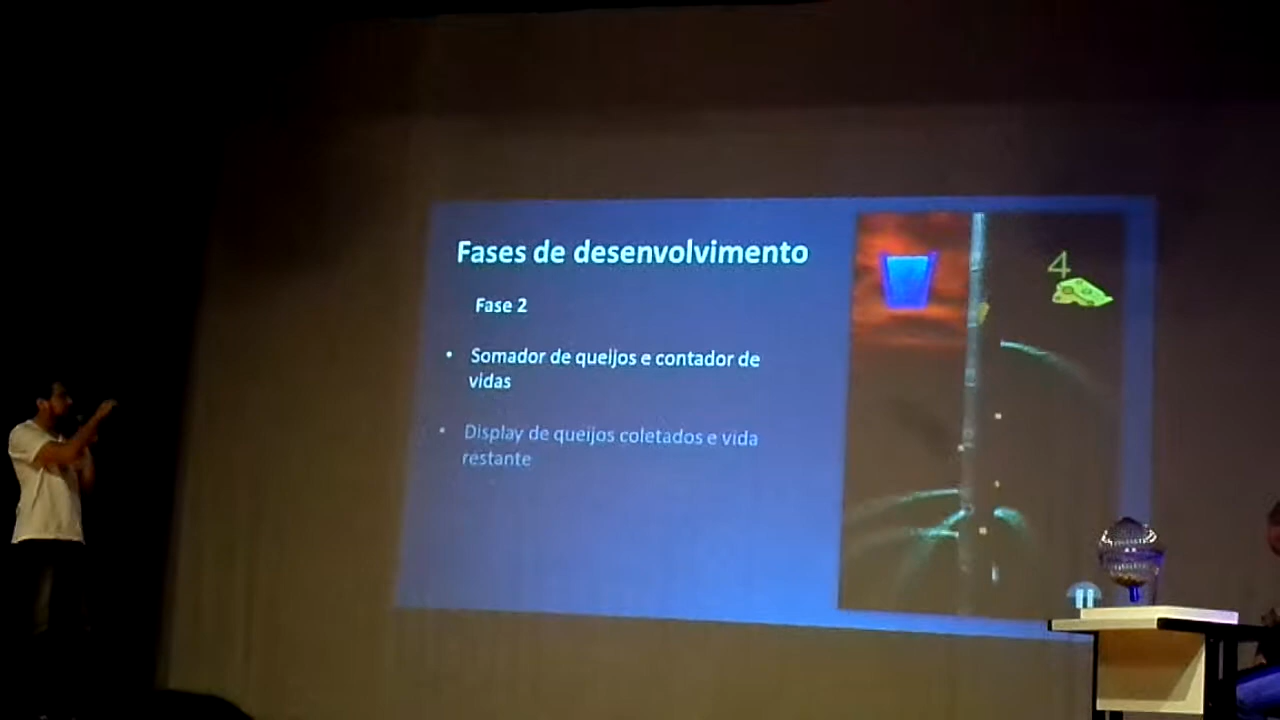 Fases de desenvolvimento
Fase 2
• Somador de queijos e contador de
vidas
• Display de queijos coletados e vida
restante
4